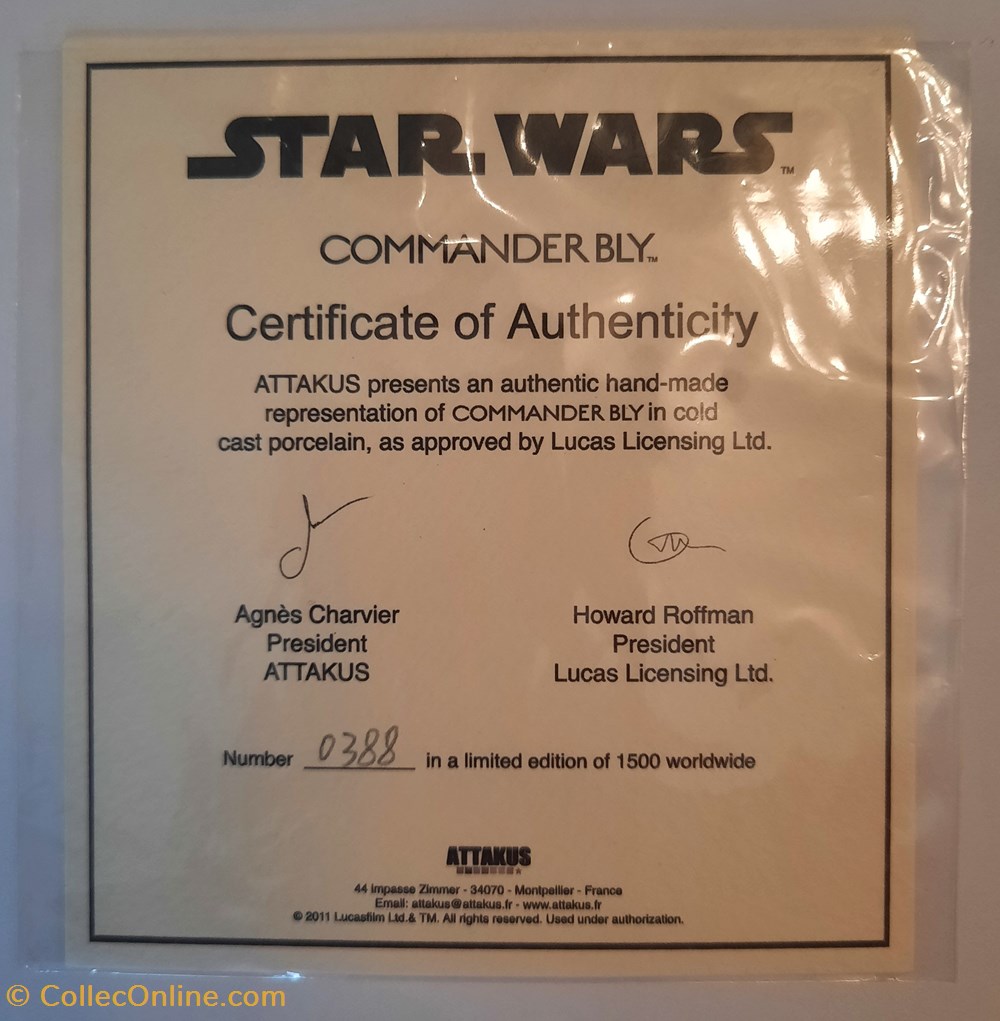 STAR WARS™
COMMANDER BLY™
Certificate of Authenticity
ATTAKUS presents an authentic hand-made
representation of COMMANDER BLY in cold
cast porcelain, as approved by Lucas Licensing Ltd.
Agnès Charvier Howard Roffman
President President
ATTAKUS Lucas Licensing Ltd.
Number 0388 in a limited edition of 1500 worldwide
ATTAKUS
44 Impasse Zimmer - 34070 - Montpellier - France
Email: attakus@attakus.fr - www.attakus.fr
© 2011 Lucasfilm Ltd.& TM. All rights reserved. Used under authorization.
© CollecOnline.com